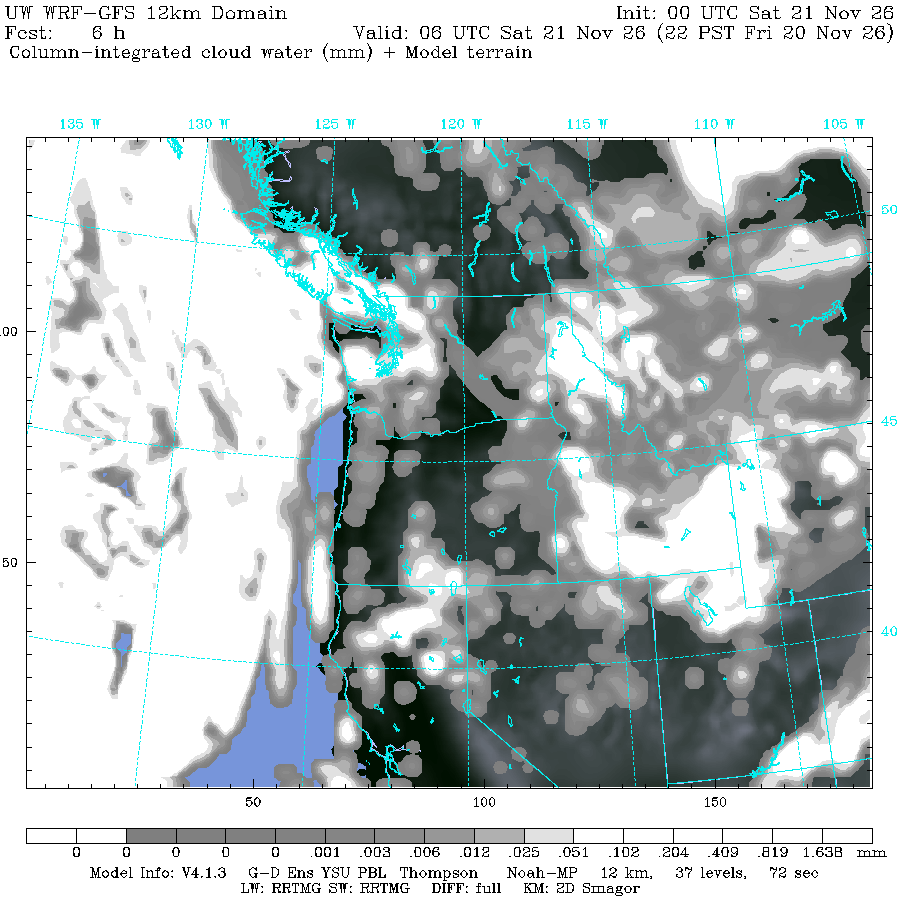 UW WRF-GFS 12km Domain Init: 00 UTC Sat 21 Nov 26
Fcst: 6 h Valid: 06 UTC Sat 21 Nov 26 (22 PST Fri 20 Nov 26)
Column-integrated cloud water (mm) + Model terrain
135 W 130 W 125 W 120 W 115 W 110 W 105 W
50
00
45
50
40
50 100 150
0 0 0 0 0 .001 .003 .006 .012 .025 .051 .102 .204 .409 .819 1.638 mm
Model Info: V4.1.3 G-D Ens YSU PBL Thompson Noah-MP 12 km, 37 levels, 72 sec
LW: RRTMG SW: RRTMG DIFF: full KM: 2D Smagor